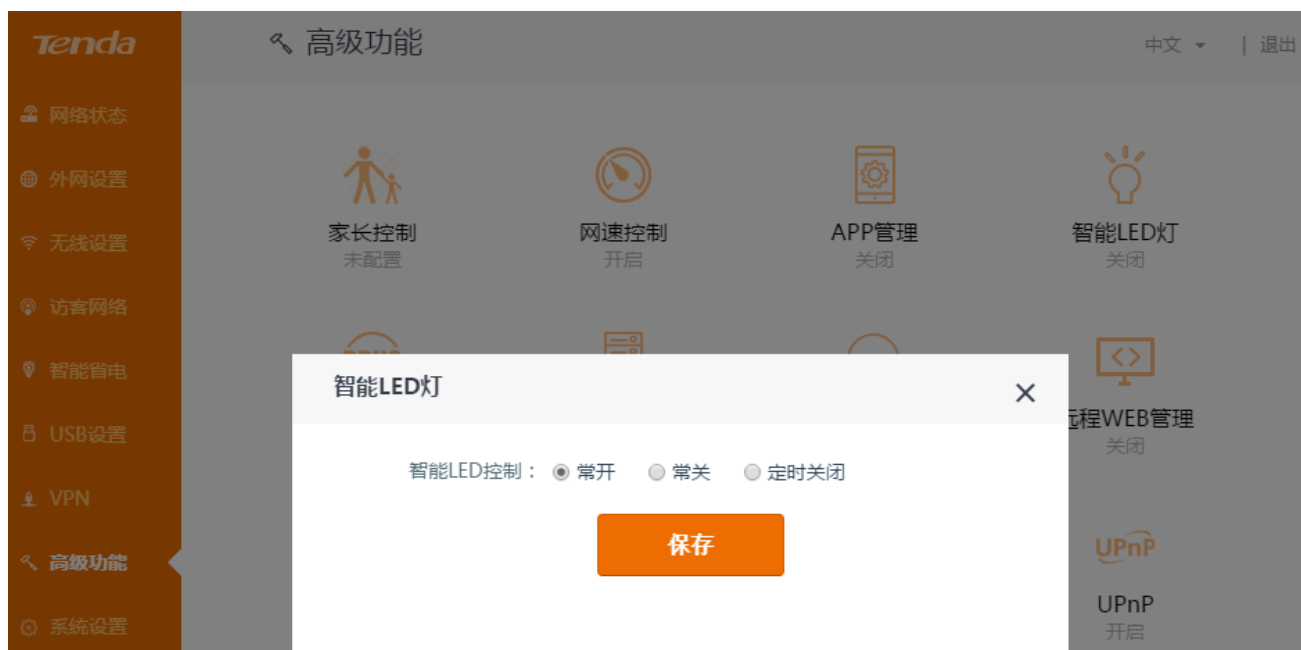 Tenda
高级功能
中文
| 退出
网络状态
外网设置
无线设置
访客网络
智能省电
USB设置
VPN
高级功能
系统设置
家长控制
未配置
网速控制
开启
APP管理
关闭
智能LED灯
关闭
智能LED灯
智能LED控制：
常开
常关
定时关闭
保存
程WEB管理
关闭
UPnP
UPnP
开启